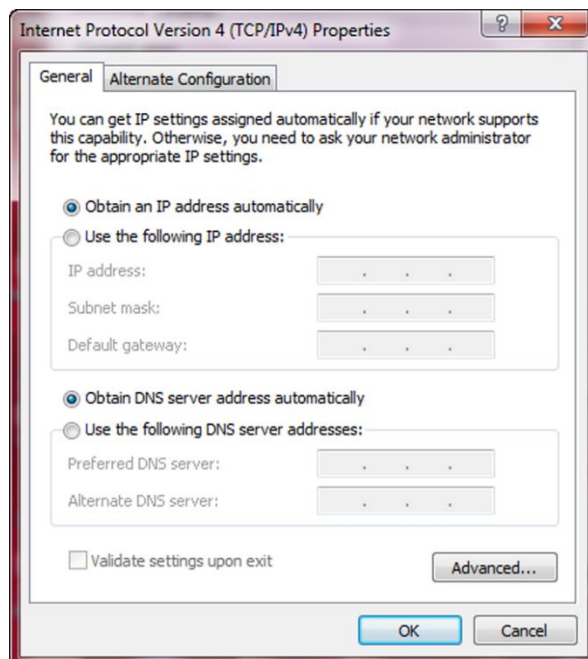 Internet Protocol Version 4 (TCP/IPv4) Properties
General
Alternate Configuration
You can get IP settings assigned automatically if your network supports
this capability. Otherwise, you need to ask your network administrator
for the appropriate IP settings.
Obtain an IP address automatically
Use the following IP address:
IP address:
. . .
Subnet mask:
. . .
Default gateway:
. . .
Obtain DNS server address automatically
Use the following DNS server addresses:
Preferred DNS server:
. . .
Alternate DNS server:
. . .
Validate settings upon exit
Advanced...
OK
Cancel